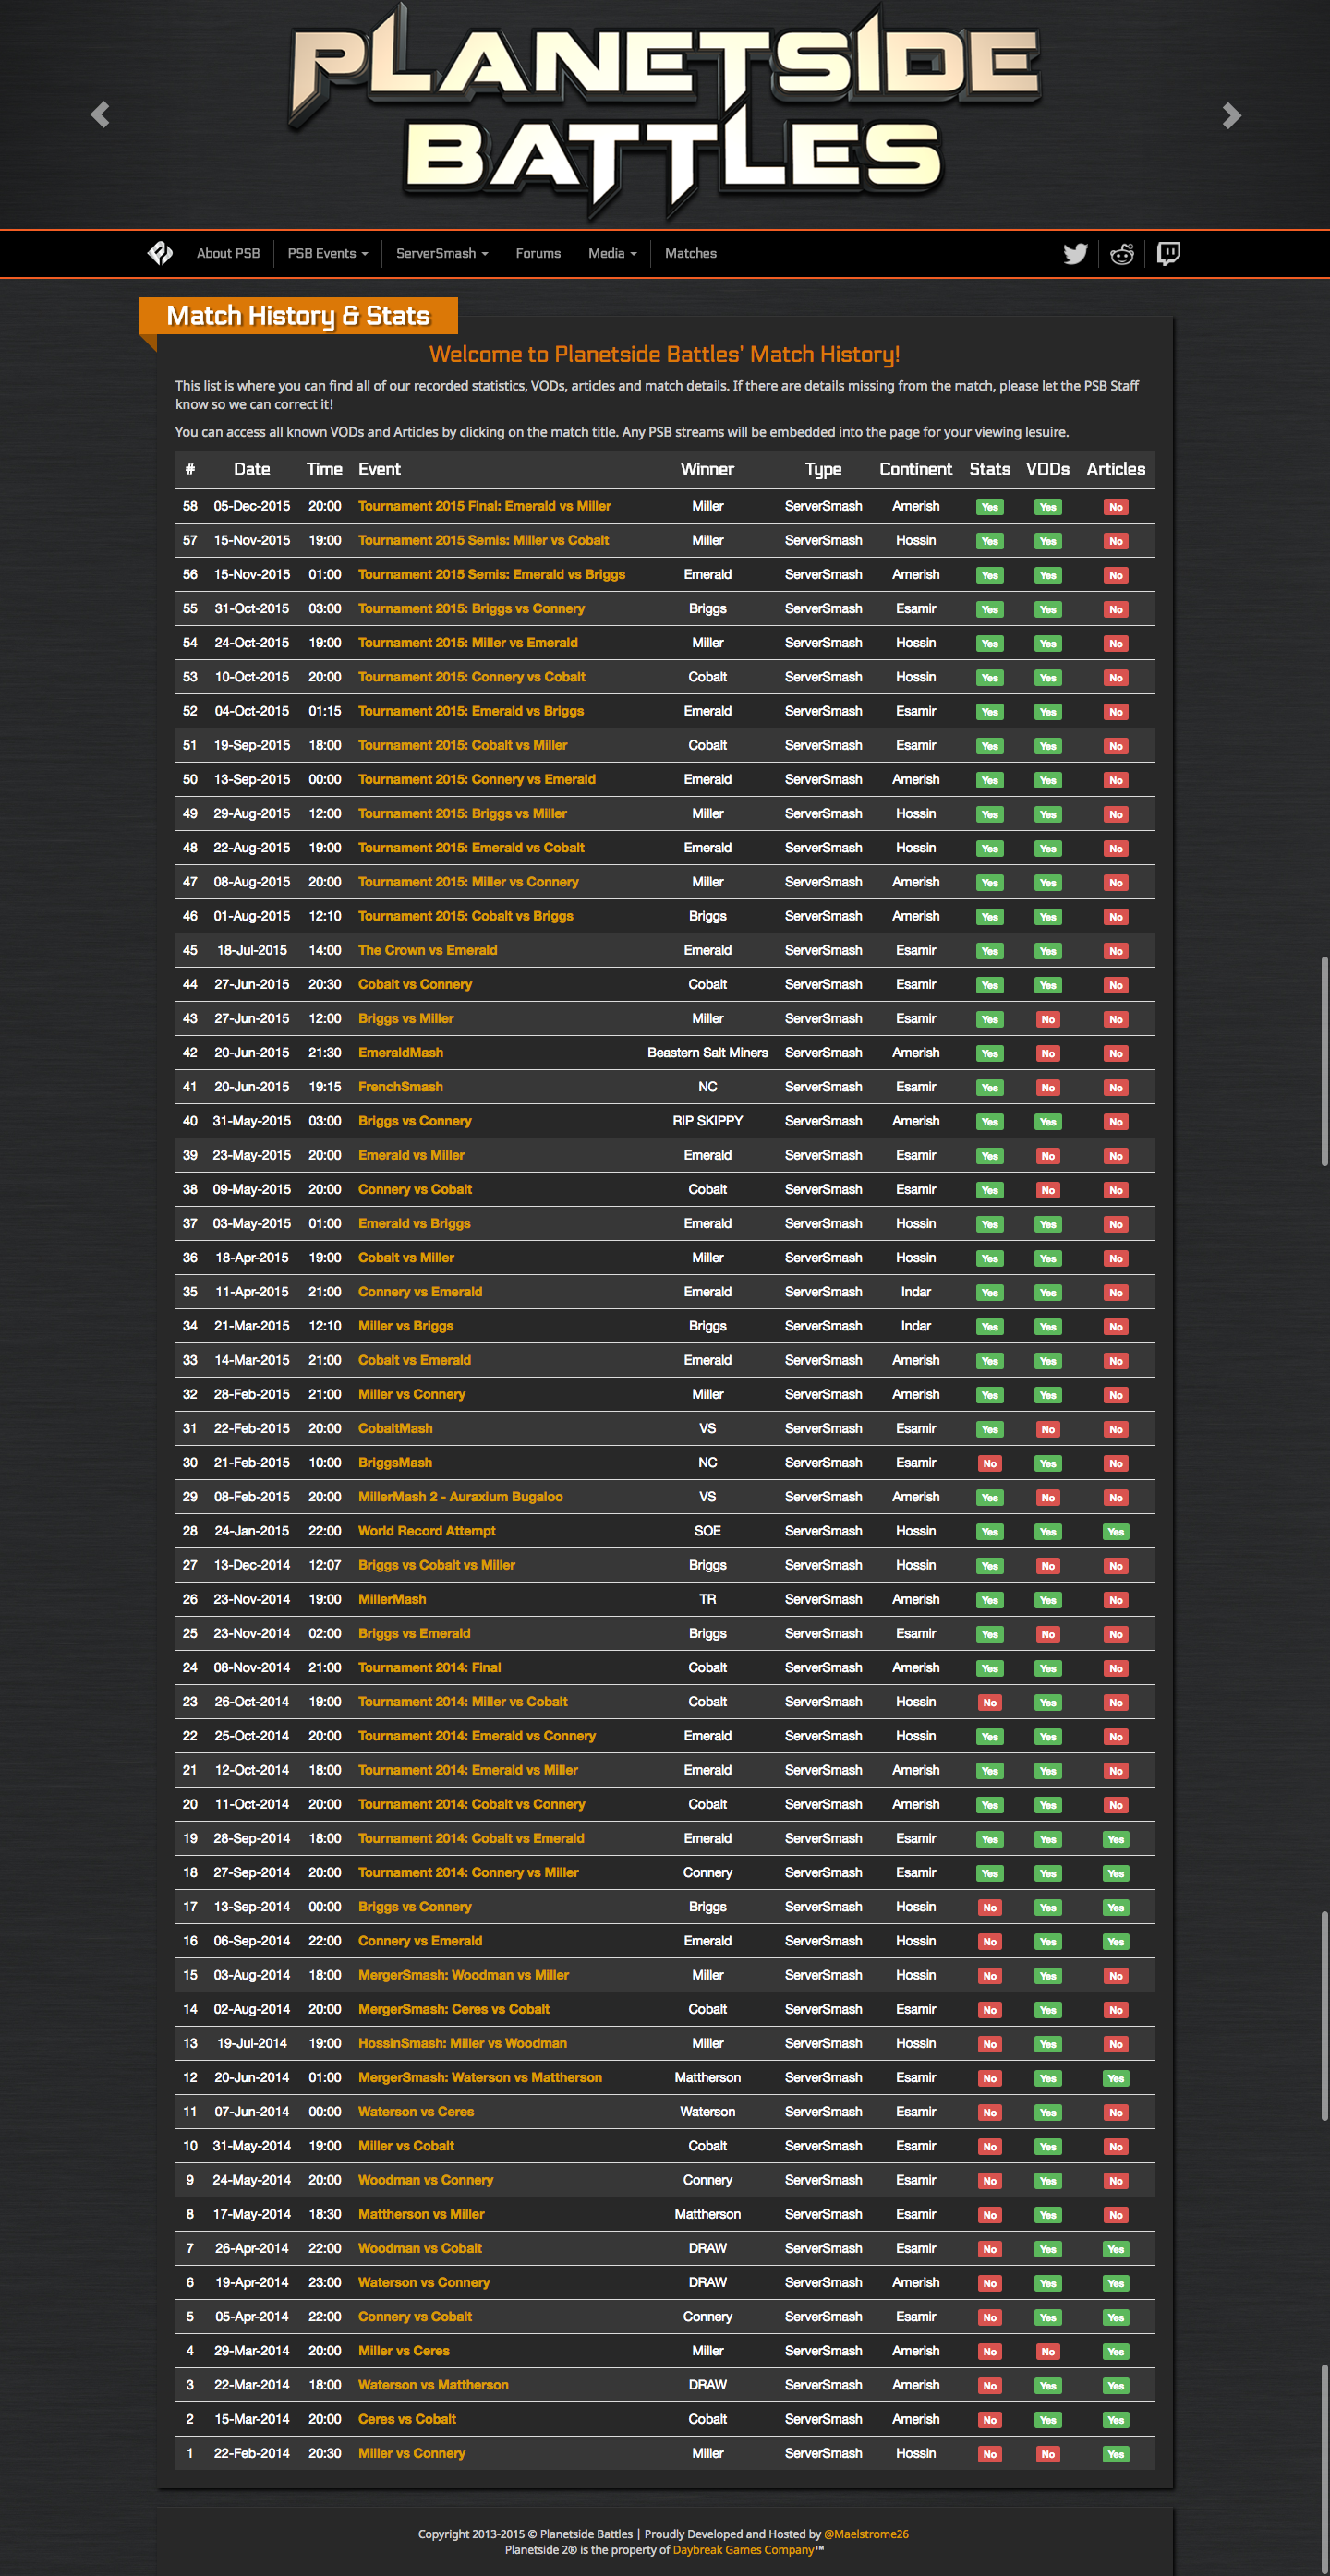 PLANETSIDE
BATTLES
About PSB PSB Events ServerSmash Forums Media Matches
Match History & Stats
Welcome to Planetside Battles' Match History!
This list is where you can find all of our recorded statistics, VODs, articles and match details. If there are details missing from the match, please let the PSB Staff
know so we can correct it!
You can access all known VODs and Articles by clicking on the match title. Any PSB streams will be embedded into the page for your viewing lesuire.
# Date Time Event Winner Type Continent Stats VODs Articles
58 05-Dec-2015 20:00 Tournament 2015 Final: Emerald vs Miller Miller ServerSmash Amerish Yes Yes No
57 15-Nov-2015 19:00 Tournament 2015 Semis: Miller vs Cobalt Miller ServerSmash Hossin Yes Yes No
56 15-Nov-2015 01:00 Tournament 2015 Semis: Emerald vs Briggs Emerald ServerSmash Amerish Yes Yes No
55 31-Oct-2015 03:00 Tournament 2015: Briggs vs Connery Briggs ServerSmash Esamir Yes Yes No
54 24-Oct-2015 19:00 Tournament 2015: Miller vs Emerald Miller ServerSmash Hossin Yes Yes No
53 10-Oct-2015 20:00 Tournament 2015: Connery vs Cobalt Cobalt ServerSmash Hossin Yes Yes No
52 04-Oct-2015 01:15 Tournament 2015: Emerald vs Briggs Emerald ServerSmash Esamir Yes Yes No
51 19-Sep-2015 18:00 Tournament 2015: Cobalt vs Miller Cobalt ServerSmash Esamir Yes Yes No
50 13-Sep-2015 00:00 Tournament 2015: Connery vs Emerald Emerald ServerSmash Amerish Yes Yes No
49 29-Aug-2015 12:00 Tournament 2015: Briggs vs Miller Miller ServerSmash Hossin Yes Yes No
48 22-Aug-2015 19:00 Tournament 2015: Emerald vs Cobalt Emerald ServerSmash Hossin Yes Yes No
47 08-Aug-2015 20:00 Tournament 2015: Miller vs Connery Miller ServerSmash Amerish Yes Yes No
46 01-Aug-2015 12:10 Tournament 2015: Cobalt vs Briggs Briggs ServerSmash Amerish Yes Yes No
45 18-Jul-2015 14:00 The Crown vs Emerald Emerald ServerSmash Esamir Yes Yes No
44 27-Jun-2015 20:30 Cobalt vs Connery Cobalt ServerSmash Esamir Yes Yes No
43 27-Jun-2015 12:00 Briggs vs Miller Miller ServerSmash Esamir Yes No No
42 20-Jun-2015 21:30 EmeraldMash Beastern Salt Miners ServerSmash Amerish Yes No No
41 20-Jun-2015 19:15 FrenchSmash NC ServerSmash Esamir Yes No No
40 31-May-2015 03:00 Briggs vs Connery RIP SKIPPY ServerSmash Amerish Yes Yes No
39 23-May-2015 20:00 Emerald vs Miller Emerald ServerSmash Esamir Yes No No
38 09-May-2015 20:00 Connery vs Cobalt Cobalt ServerSmash Esamir Yes No No
37 03-May-2015 01:00 Emerald vs Briggs Emerald ServerSmash Hossin Yes Yes No
36 18-Apr-2015 19:00 Cobalt vs Miller Miller ServerSmash Hossin Yes Yes No
35 11-Apr-2015 21:00 Connery vs Emerald Emerald ServerSmash Indar Yes Yes No
34 21-Mar-2015 12:10 Miller vs Briggs Briggs ServerSmash Indar Yes Yes No
33 14-Mar-2015 21:00 Cobalt vs Emerald Emerald ServerSmash Amerish Yes Yes No
32 28-Feb-2015 21:00 Miller vs Connery Miller ServerSmash Amerish Yes Yes No
31 22-Feb-2015 20:00 CobaltMash VS ServerSmash Esamir Yes No No
30 21-Feb-2015 10:00 BriggsMash NC ServerSmash Esamir No Yes No
29 08-Feb-2015 20:00 MillerMash 2 - Auraxium Bugaloo VS ServerSmash Amerish Yes No No
28 24-Jan-2015 22:00 World Record Attempt SOE ServerSmash Hossin Yes Yes Yes
27 13-Dec-2014 12:07 Briggs vs Cobalt vs Miller Briggs ServerSmash Hossin Yes No No
26 23-Nov-2014 19:00 MillerMash TR ServerSmash Amerish Yes Yes No
25 23-Nov-2014 02:00 Briggs vs Emerald Briggs ServerSmash Esamir Yes No No
24 08-Nov-2014 21:00 Tournament 2014: Final Cobalt ServerSmash Amerish Yes Yes No
23 26-Oct-2014 19:00 Tournament 2014: Miller vs Cobalt Cobalt ServerSmash Hossin No Yes No
22 25-Oct-2014 20:00 Tournament 2014: Emerald vs Connery Emerald ServerSmash Hossin Yes Yes No
21 12-Oct-2014 18:00 Tournament 2014: Emerald vs Miller Emerald ServerSmash Amerish Yes Yes No
20 11-Oct-2014 20:00 Tournament 2014: Cobalt vs Connery Cobalt ServerSmash Amerish Yes Yes No
19 28-Sep-2014 18:00 Tournament 2014: Cobalt vs Emerald Emerald ServerSmash Esamir Yes Yes Yes
18 27-Sep-2014 20:00 Tournament 2014: Connery vs Miller Connery ServerSmash Esamir Yes Yes Yes
17 13-Sep-2014 00:00 Briggs vs Connery Briggs ServerSmash Hossin No Yes Yes
16 06-Sep-2014 22:00 Connery vs Emerald Emerald ServerSmash Hossin No Yes Yes
15 03-Aug-2014 18:00 MergerSmash: Woodman vs Miller Miller ServerSmash Hossin No Yes No
14 02-Aug-2014 20:00 MergerSmash: Ceres vs Cobalt Cobalt ServerSmash Esamir No Yes No
13 19-Jul-2014 19:00 HossinSmash: Miller vs Woodman Miller ServerSmash Hossin No Yes No
12 20-Jun-2014 01:00 MergerSmash: Waterson vs Mattherson Mattherson ServerSmash Esamir No Yes Yes
11 07-Jun-2014 00:00 Waterson vs Ceres Waterson ServerSmash Esamir No Yes No
10 31-May-2014 19:00 Miller vs Cobalt Cobalt ServerSmash Esamir No Yes No
9 24-May-2014 20:00 Woodman vs Connery Connery ServerSmash Esamir No Yes No
8 17-May-2014 18:30 Mattherson vs Miller Mattherson ServerSmash Esamir No Yes No
7 26-Apr-2014 22:00 Woodman vs Cobalt DRAW ServerSmash Esamir No Yes Yes
6 19-Apr-2014 23:00 Waterson vs Connery DRAW ServerSmash Amerish No Yes Yes
5 05-Apr-2014 22:00 Connery vs Cobalt Connery ServerSmash Esamir No Yes Yes
4 29-Mar-2014 20:00 Miller vs Ceres Miller ServerSmash Amerish No No Yes
3 22-Mar-2014 18:00 Waterson vs Mattherson DRAW ServerSmash Amerish No Yes Yes
2 15-Mar-2014 20:00 Ceres vs Cobalt Cobalt ServerSmash Amerish No Yes Yes
1 22-Feb-2014 20:30 Miller vs Connery Miller ServerSmash Hossin No No Yes
Copyright 2013-2015 © Planetside Battles | Proudly Developed and Hosted by @Maelstrome26
Planetside 2® is the property of Daybreak Games Company™